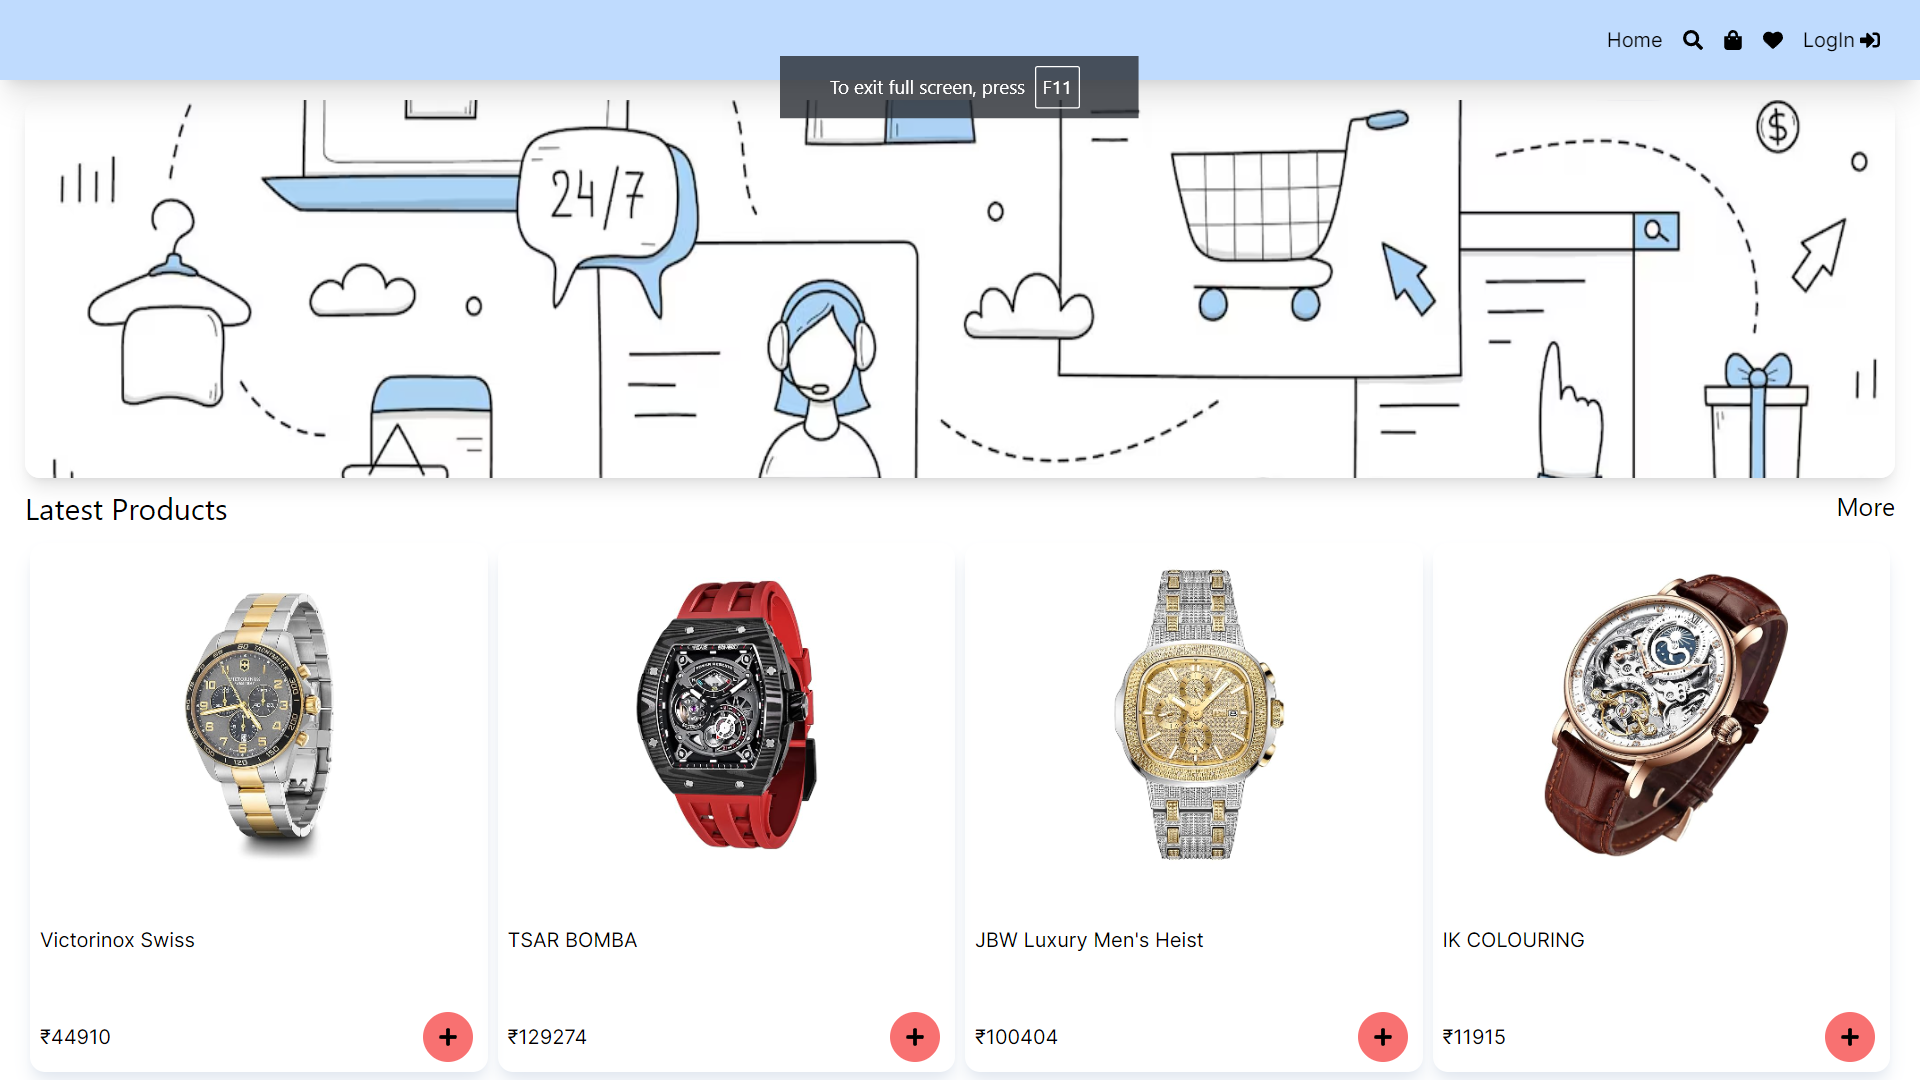 Home LogIn
To exit full screen, press F11
24/7
$
Latest Products
More
Victorinox Swiss
TSAR BOMBA
JBW Luxury Men's Heist
IK COLOURING
₹44910
₹129274
₹100404
₹11915